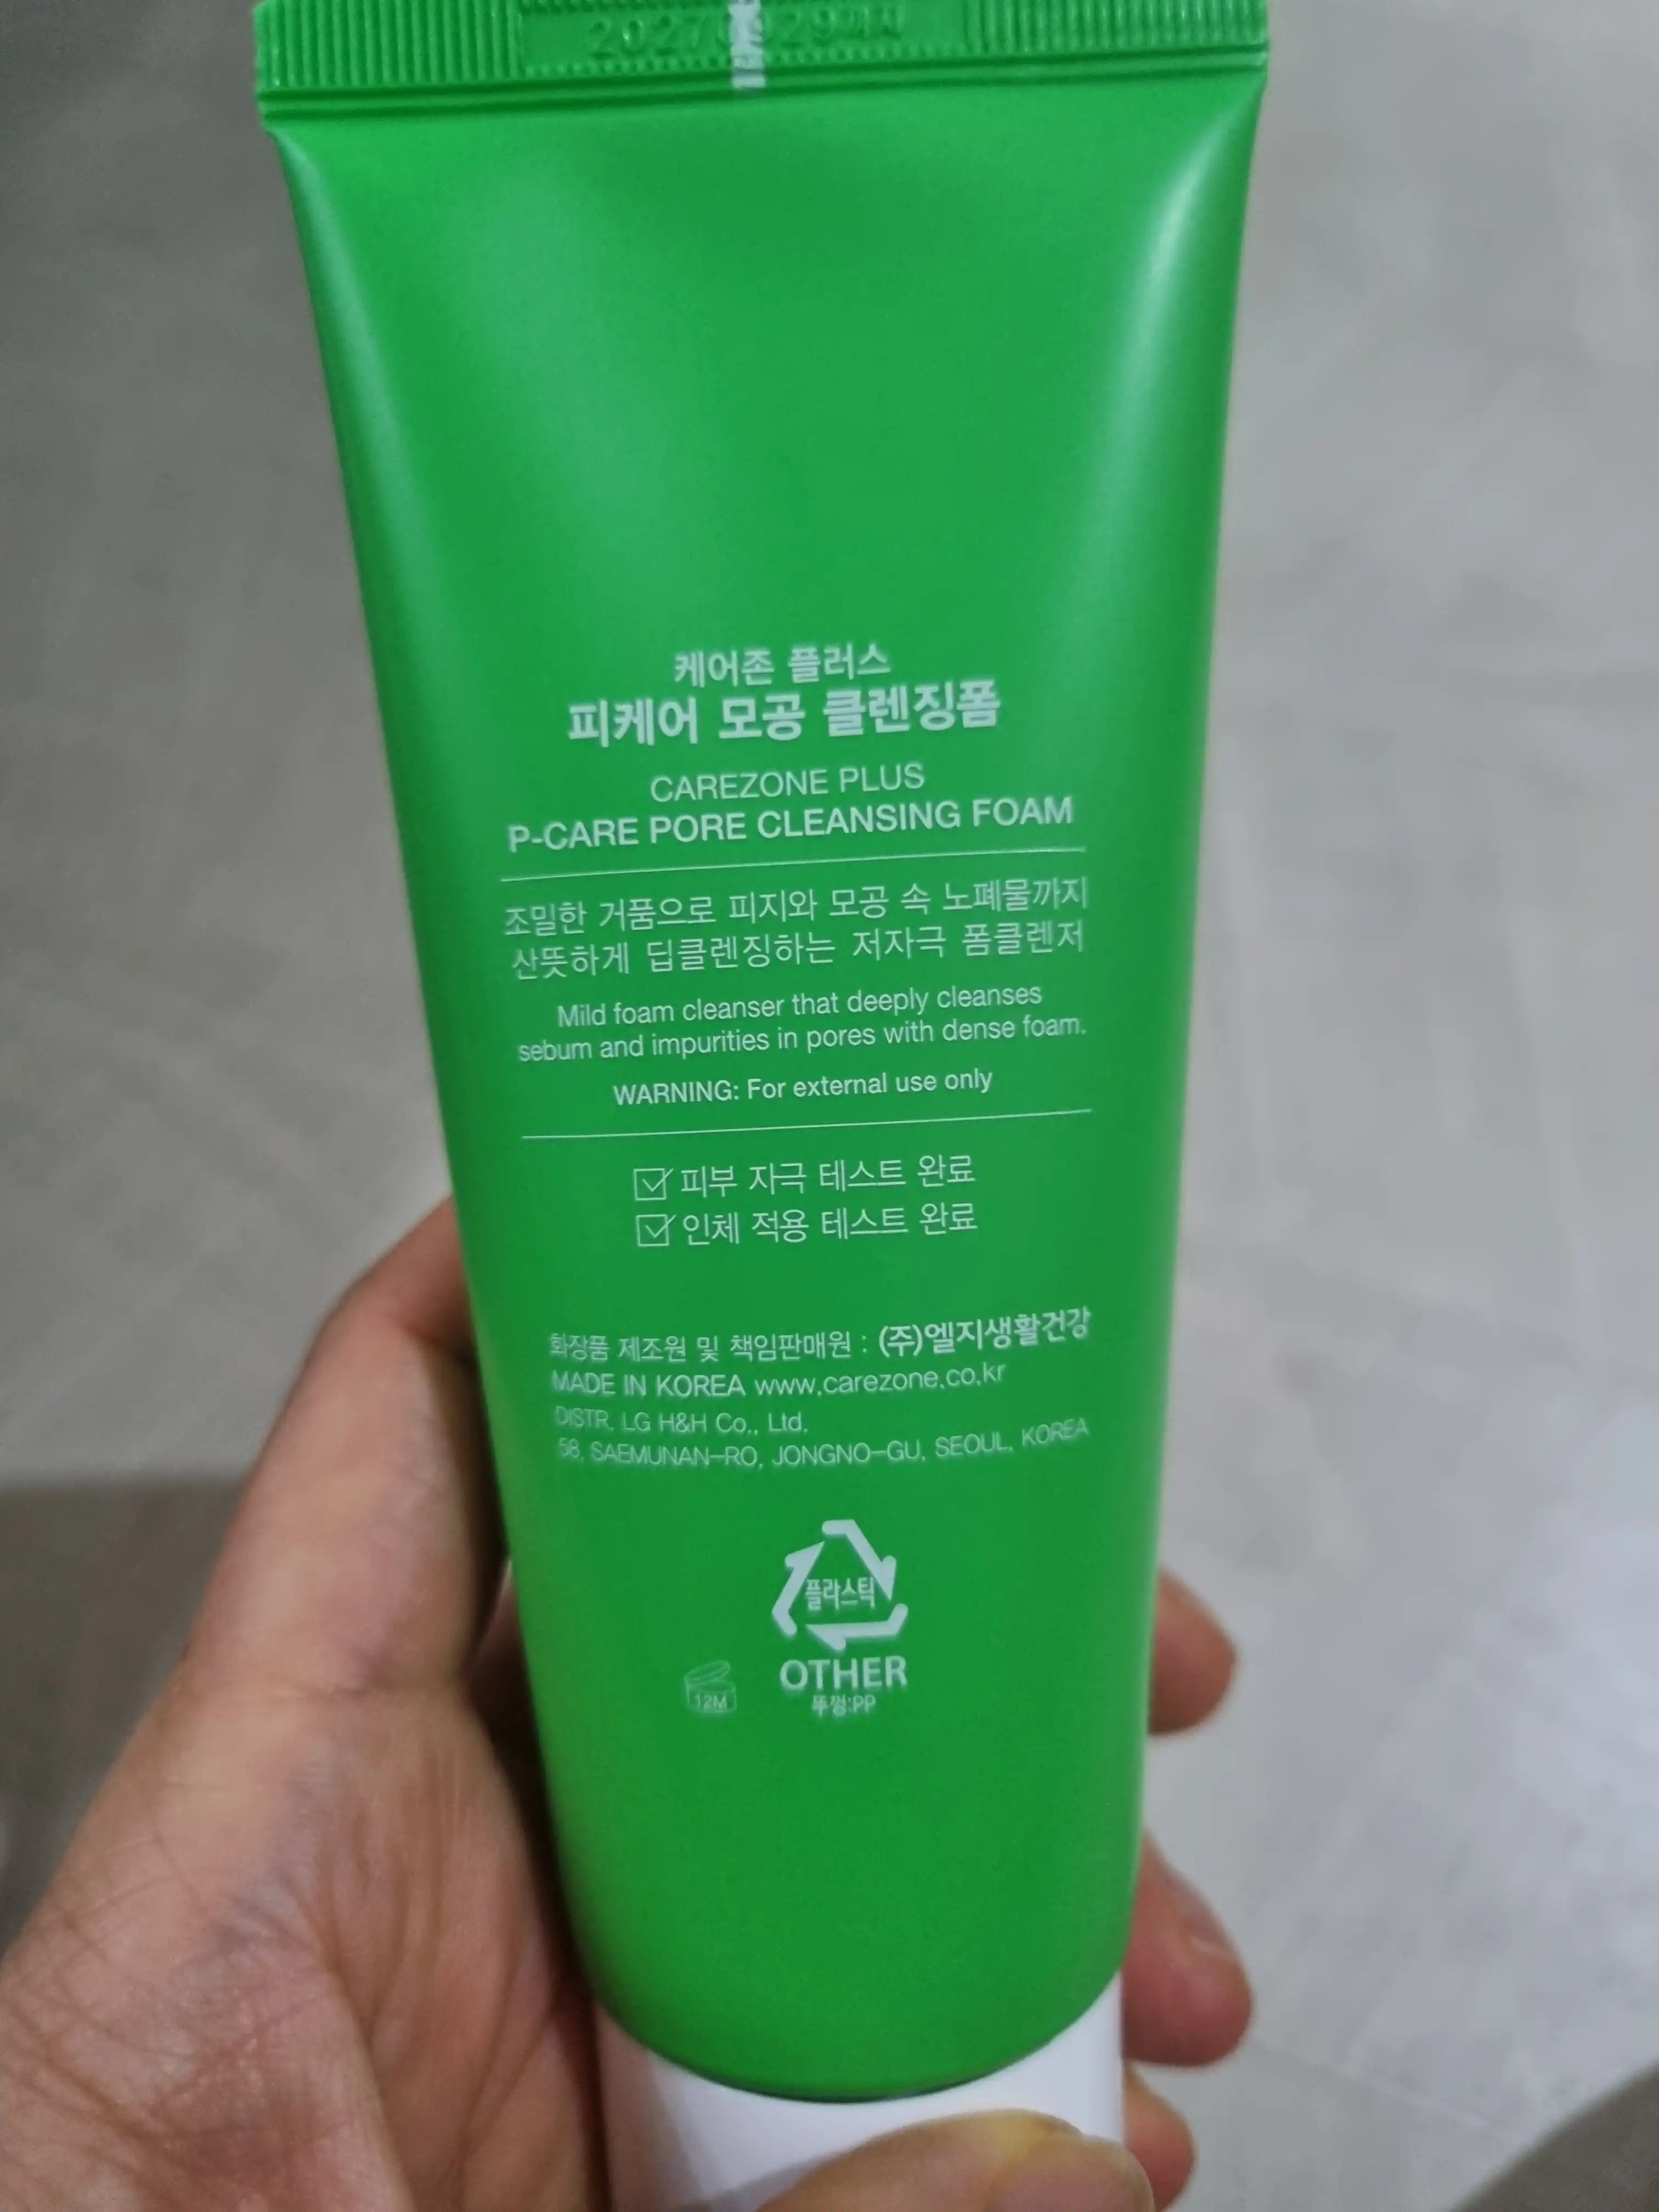 케어존 플러스
피케어 모공 클렌징폼
CAREZONE PLUS
P-CARE PORE CLEANSING FOAM
조밀한 거품으로 피지와 모공 속 노폐물까지
산뜻하게 딥클렌징하는 저자극 폼클렌저
Mild foam cleanser that deeply cleanses
sebum and impurities in pores with dense foam.
WARNING: For external use only
피부 자극 테스트 완료
인체 적용 테스트 완료
화장품 제조원 및 책임판매원 : (주)엘지생활건강
MADE IN KOREA www.carezone.co.kr
DISTR. LG H&H Co., Ltd.
58, SAEMUNAN-RO, JONGNO-GU, SEOUL, KOREA
플라스틱
OTHER
뚜껑:PP
12M